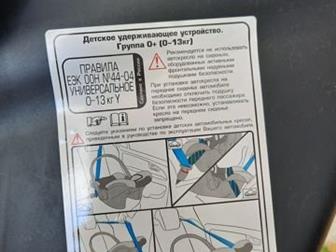 Детское удерживающее устройство.
Группа 0+ (0-13кг)
ПРАВИЛА
ЕЭК ООН №44-04
УНИВЕРСАЛЬНОЕ
0-13 кг Y
Сделано в России
Рекомендуется не использовать
автокресло на сиденьях,
оборудованных активными
фронтальными надувными
подушками безопасности.
При установке автокресла на
переднее сиденье автомобиля
необходимо отключить подушку
безопасности переднего пассажира.
Если это невозможно, устанавливать
кресло на переднем сиденье
запрещено.
Следуйте указаниям по установке детских автомобильных кресел,
приведенным в руководстве по эксплуатации Вашего автомобиля.